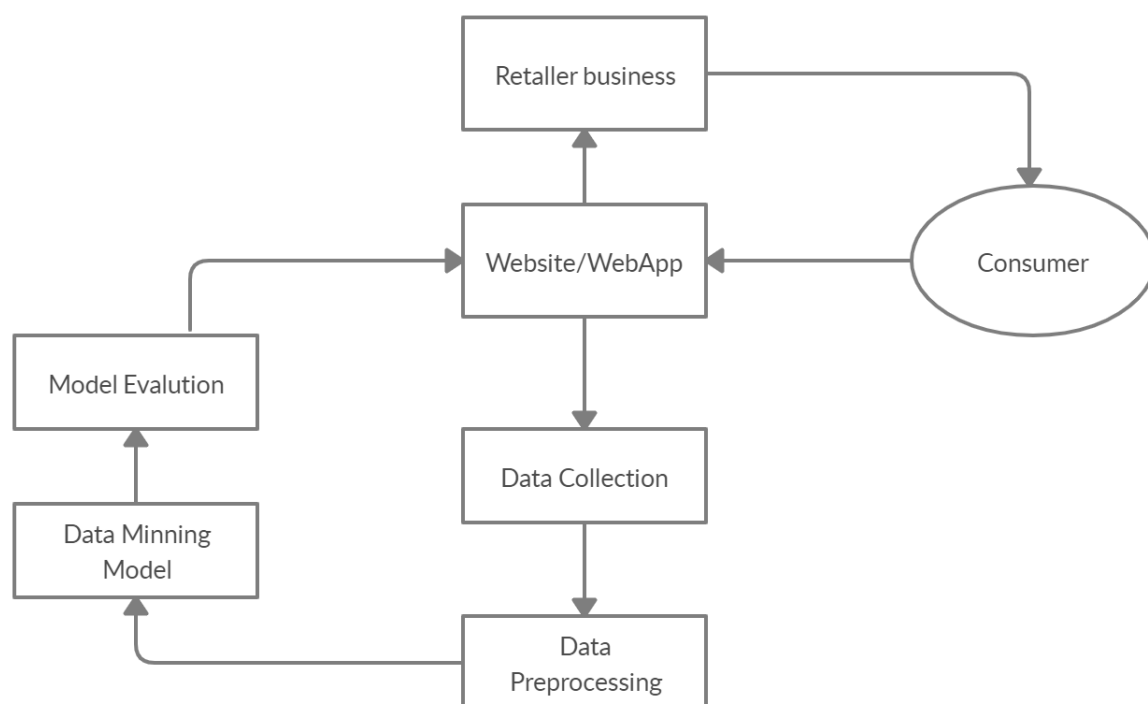 Retaller business
Website/WebApp
Consumer
Model Evalution
Data Collection
Data Minning
Model
Data
Preprocessing